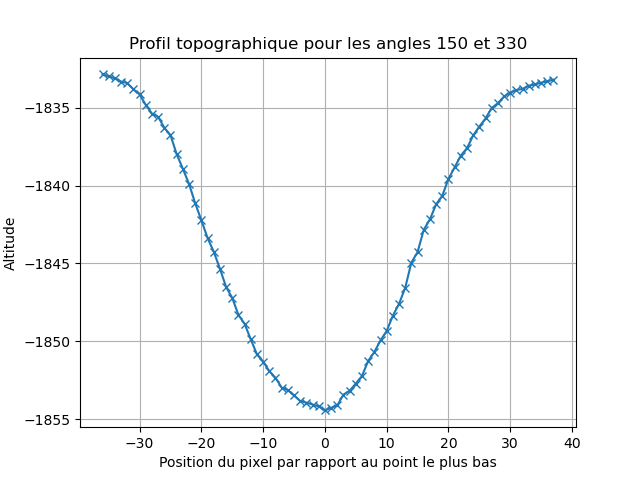 Profil topographique pour les angles 150 et 330
−1835
−1840
−1845
−1850
−1855
Altitude
−30 −20 −10 0 10 20 30 40
Position du pixel par rapport au point le plus bas